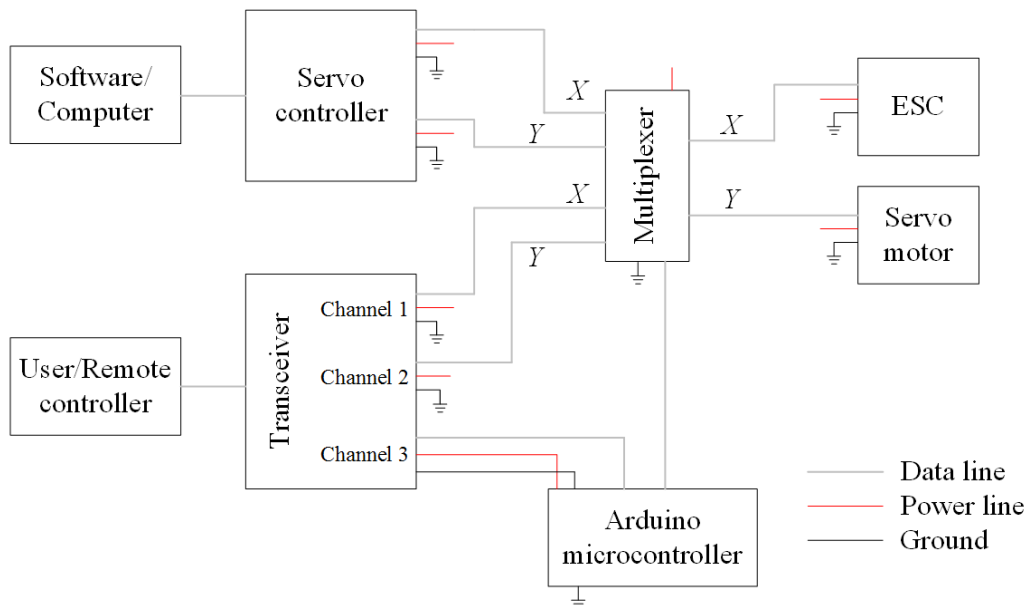 Software/
Computer
Servo
controller
X
Y
X
Y
Multiplexer
X
Y
ESC
Servo
motor
User/Remote
controller
Transceiver
Channel 1
Channel 2
Channel 3
Arduino
microcontroller
Data line
Power line
Ground